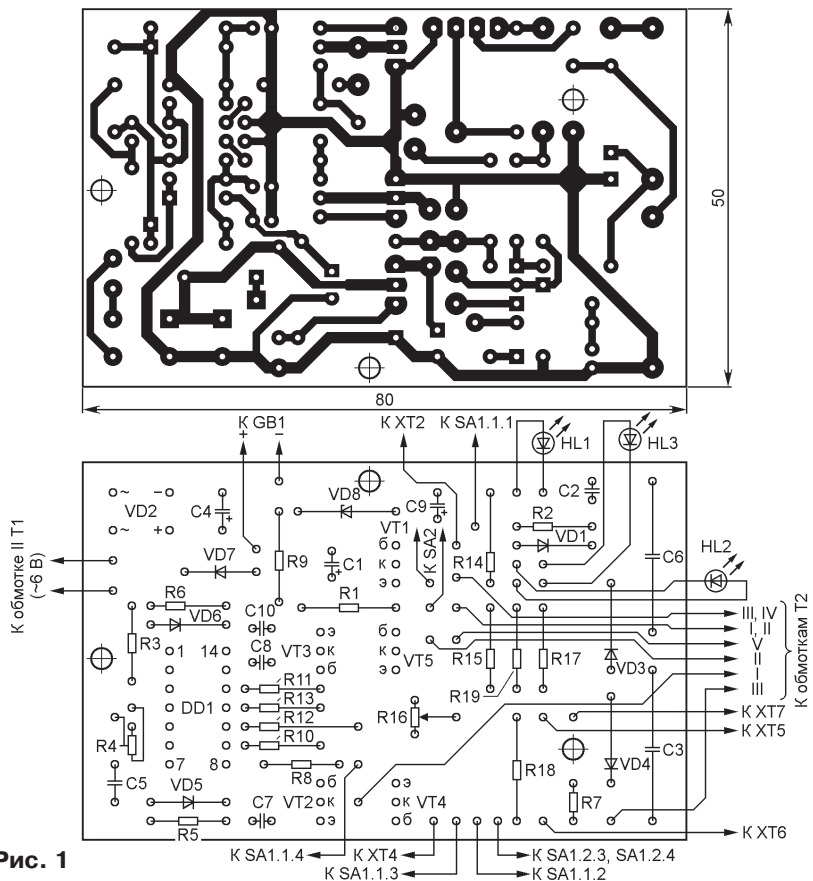 50
80
К GB1
+ −
К XT2
К SA1.1.1
HL1
HL3
~ −
VD2
~ +
C4
+
VD8
C9
+
C2
VT1
К SA2
R2
VD1
б
к
э
R14
C6
HL2
VD7
R9
C1
+
К обмотке II T1
(~6 В)
R6
VD6
C10
R1
III, IV
I, II
V
II
I
III
К обмоткам T2
R3
1 14
C8
VT3
э
к
б
б
к
э
VT5
R15
R19
R17
VD3
R11
R13
R12
R10
DD1
R16
К XT7
К XT5
R4
7 8
R8
R18
VD4
C3
C5
VD5
R5
C7
VT2
б
к
э
э
к
б
VT4
R7
К XT6
Рис. 1
К SA1.1.4
К XT4
К SA1.2.3, SA1.2.4
К SA1.1.3
К SA1.1.2